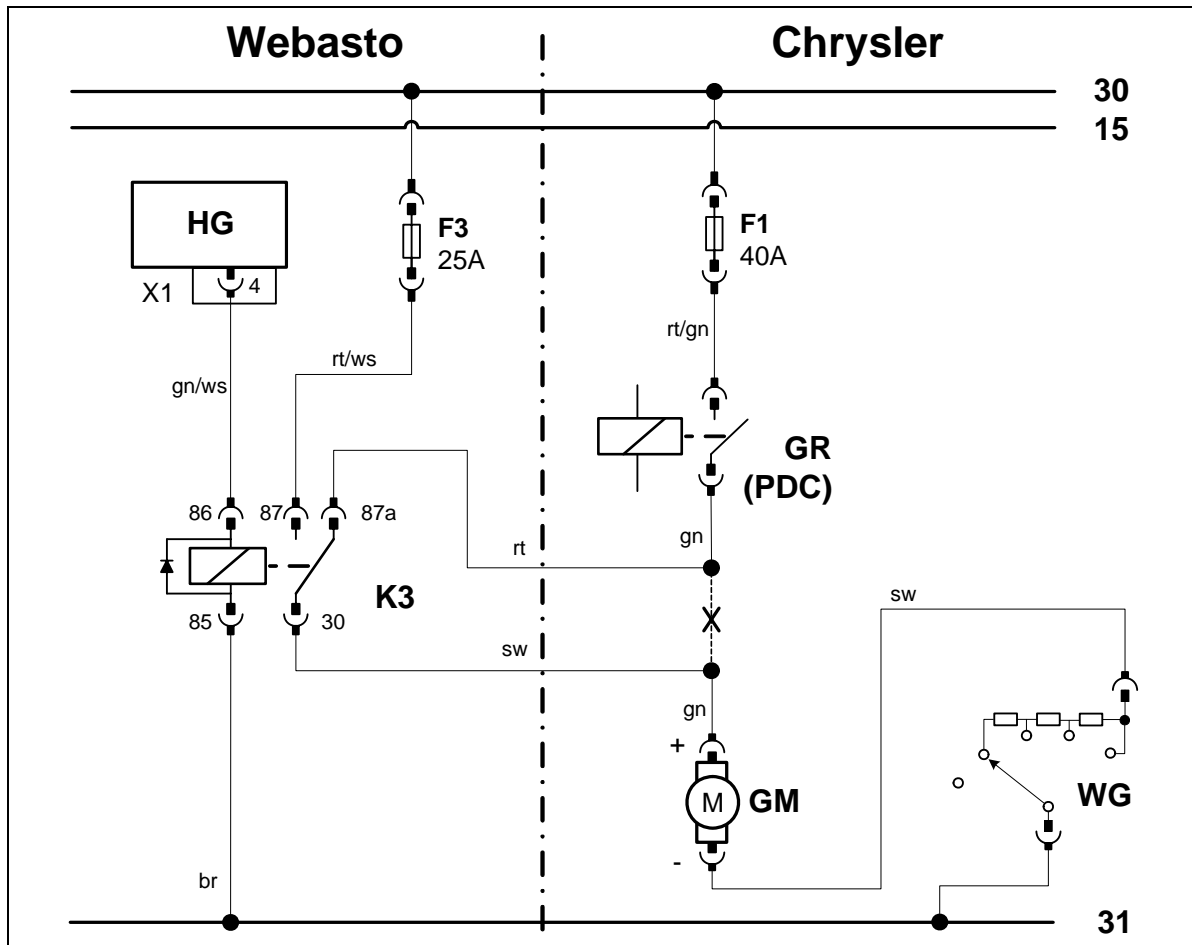 Webasto
Chrysler
30
15
HG
X1
4
F3
25A
F1
40A
rt/gn
rt/ws
gn/ws
GR
(PDC)
86
87
87a
gn
rt
K3
85
30
sw
sw
gn
+
M
GM
WG
-
br
31